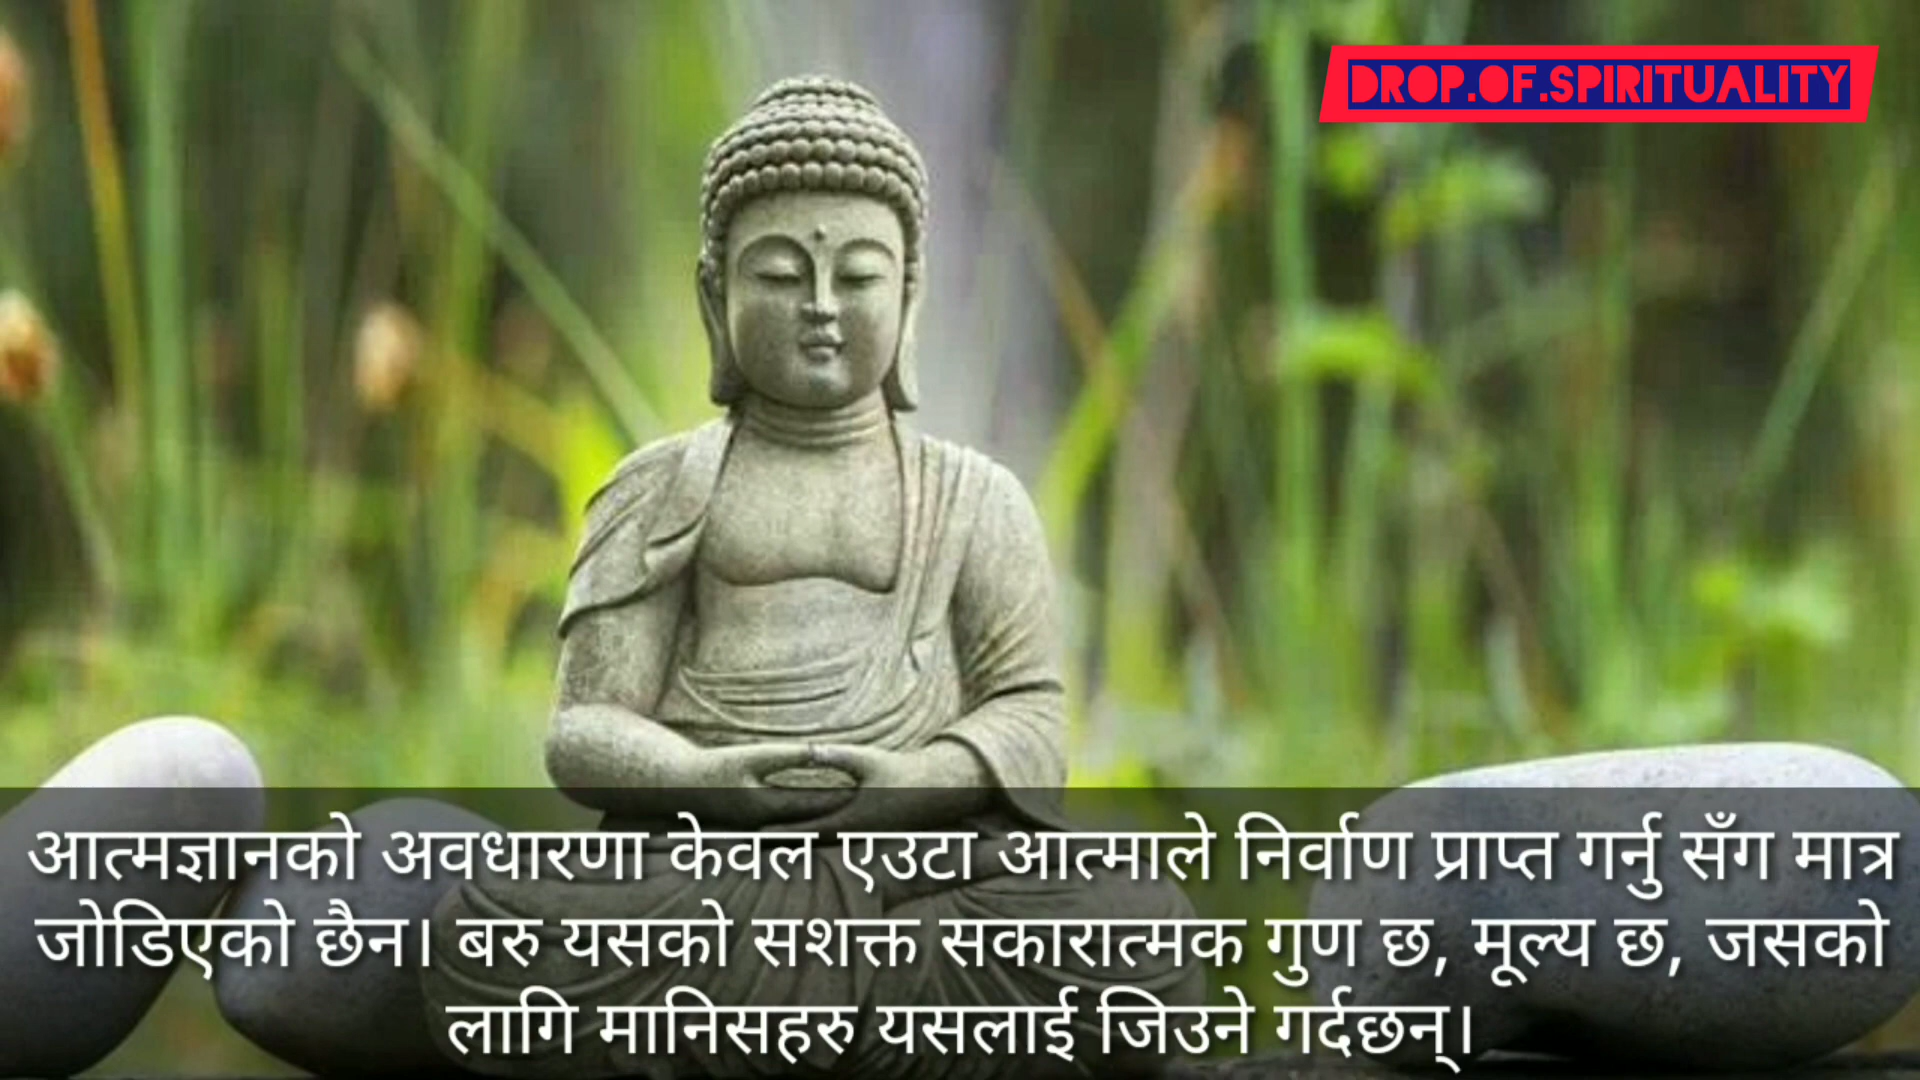 DROP.OF.SPIRITUALITY
आत्मज्ञानको अवधारणा केवल एउटा आत्माले निर्वाण प्राप्त गर्नु सँग मात्र
जोडिएको छैन। बरु यसको सशक्त सकारात्मक गुण छ, मूल्य छ, जसको
लागि मानिसहरु यसलाई जिउने गर्दछन्।